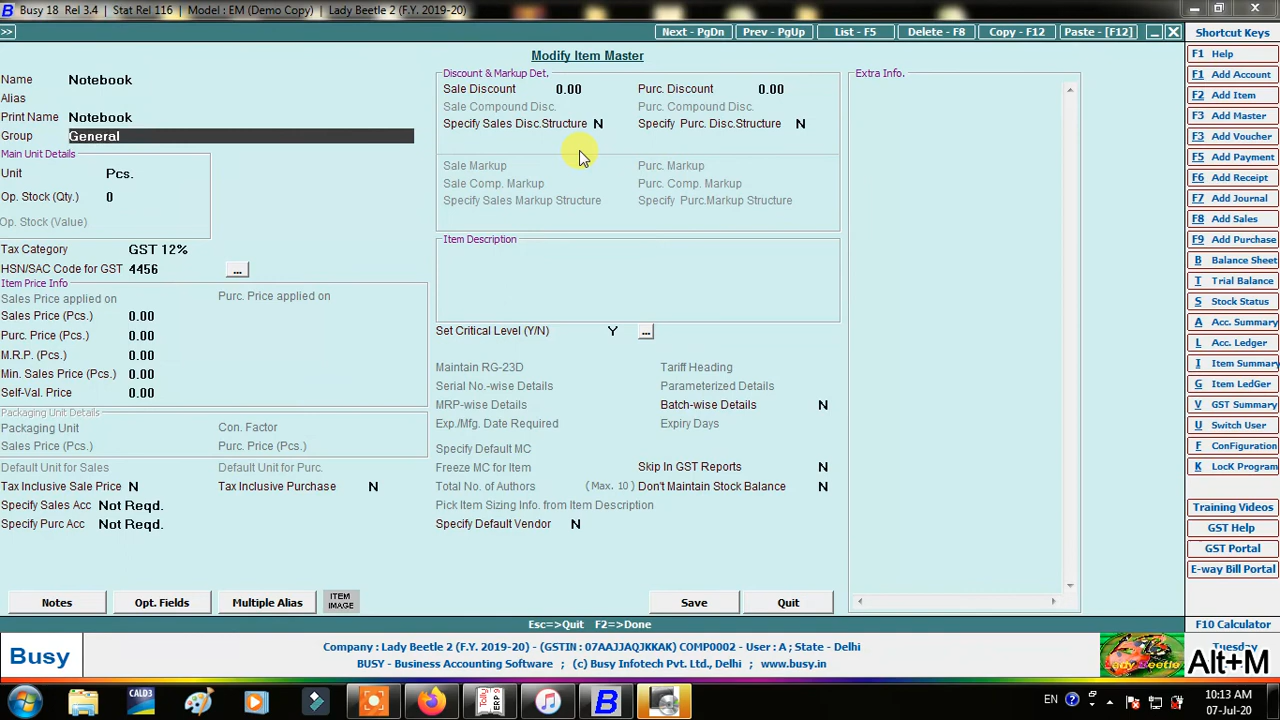 Busy 18 Rel 3.4 | Stat Rel 116 | Model : EM (Demo Copy) | Lady Beetle 2 (F.Y. 2019-20)
>> Next - PgDn Prev - PgUp List - F5 Delete - F8 Copy - F12 Paste - [F12]
Modify Item Master
Name Notebook
Alias
Print Name Notebook
Group General
Main Unit Details
Unit Pcs.
Op. Stock (Qty.) 0
Op. Stock (Value)
Tax Category GST 12%
HSN/SAC Code for GST 4456 ...
Item Price Info
Sales Price applied on Purc. Price applied on
Sales Price (Pcs.) 0.00
Purc. Price (Pcs.) 0.00
M.R.P. (Pcs.) 0.00
Min. Sales Price (Pcs.) 0.00
Self-Val. Price 0.00
Packaging Unit Details
Packaging Unit Con. Factor
Sales Price (Pcs.) Purc. Price (Pcs.)
Default Unit for Sales Default Unit for Purc.
Tax Inclusive Sale Price N Tax Inclusive Purchase N
Specify Sales Acc Not Reqd.
Specify Purc Acc Not Reqd.
Notes Opt. Fields Multiple Alias ITEM IMAGE
Discount & Markup Det.
Sale Discount 0.00 Purc. Discount 0.00
Sale Compound Disc. Purc. Compound Disc.
Specify Sales Disc.Structure N Specify Purc. Disc.Structure N
Sale Markup Purc. Markup
Sale Comp. Markup Purc. Comp. Markup
Specify Sales Markup Structure Specify Purc.Markup Structure
Item Description
Set Critical Level (Y/N) Y ...
Maintain RG-23D Tariff Heading
Serial No.-wise Details Parameterized Details
MRP-wise Details Batch-wise Details N
Exp./Mfg. Date Required Expiry Days
Specify Default MC
Freeze MC for Item Skip In GST Reports N
Total No. of Authors (Max. 10) Don't Maintain Stock Balance N
Pick Item Sizing Info. from Item Description
Specify Default Vendor N
Save Quit
Extra Info.
Shortcut Keys
F1 Help
F1 Add Account
F2 Add Item
F3 Add Master
F3 Add Voucher
F5 Add Payment
F6 Add Receipt
F7 Add Journal
F8 Add Sales
F9 Add Purchase
B Balance Sheet
T Trial Balance
S Stock Status
A Acc. Summary
L Acc. Ledger
I Item Summary
G Item LedGer
V GST Summary
U Switch User
F ConFiguration
K LocK Program
Training Videos
GST Help
GST Portal
E-way Bill Portal
F10 Calculator
Esc=>Quit F2=>Done
Busy
Company : Lady Beetle 2 (F.Y. 2019-20) - (GSTIN : 07AAJJAQJKKAK) COMP0002 - User : A ; State - Delhi
BUSY - Business Accounting Software ; (c) Busy Infotech Pvt. Ltd., Delhi ; www.busy.in
Lady Beetle
Tuesday
Alt+M
CALD3
Tally ERP 9
B
EN
10:13 AM
07-Jul-20